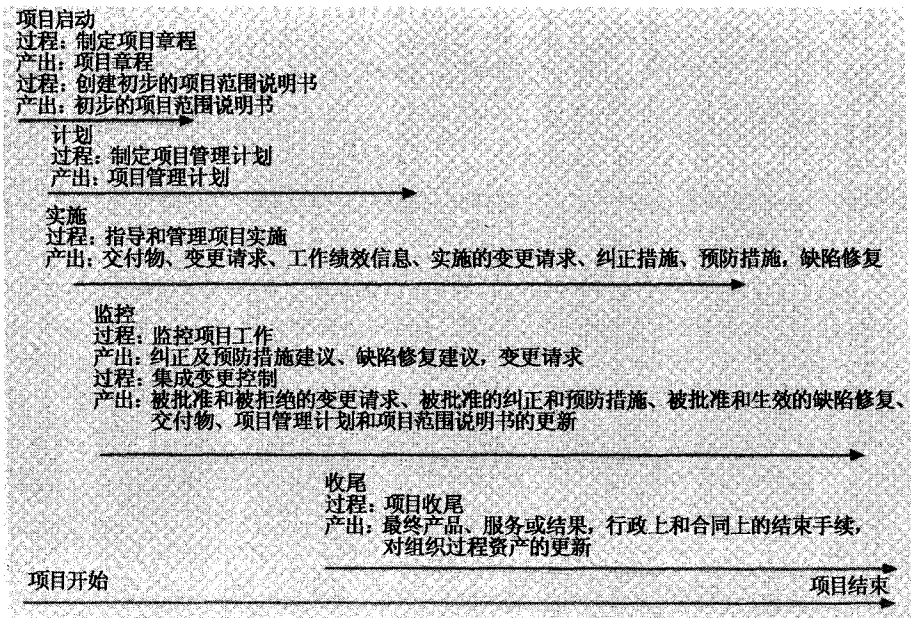 项目启动
过程：制定项目章程
产出：项目章程
过程：创建初步的项目范围说明书
产出：初步的项目范围说明书
计划
过程：制定项目管理计划
产出：项目管理计划
实施
过程：指导和管理项目实施
产出：交付物、变更请求、工作绩效信息、实施的变更请求、纠正措施、预防措施，缺陷修复
监控
过程：监控项目工作
产出：纠正及预防措施建议、缺陷修复建议，变更请求
过程：集成变更控制
产出：被批准和被拒绝的变更请求、被批准的纠正和预防措施、被批准和生效的缺陷修复、
交付物、项目管理计划和项目范围说明书的更新
收尾
过程：项目收尾
产出：最终产品、服务或结果，行政上和合同上的结束手续，
对组织过程资产的更新
项目开始
项目结束